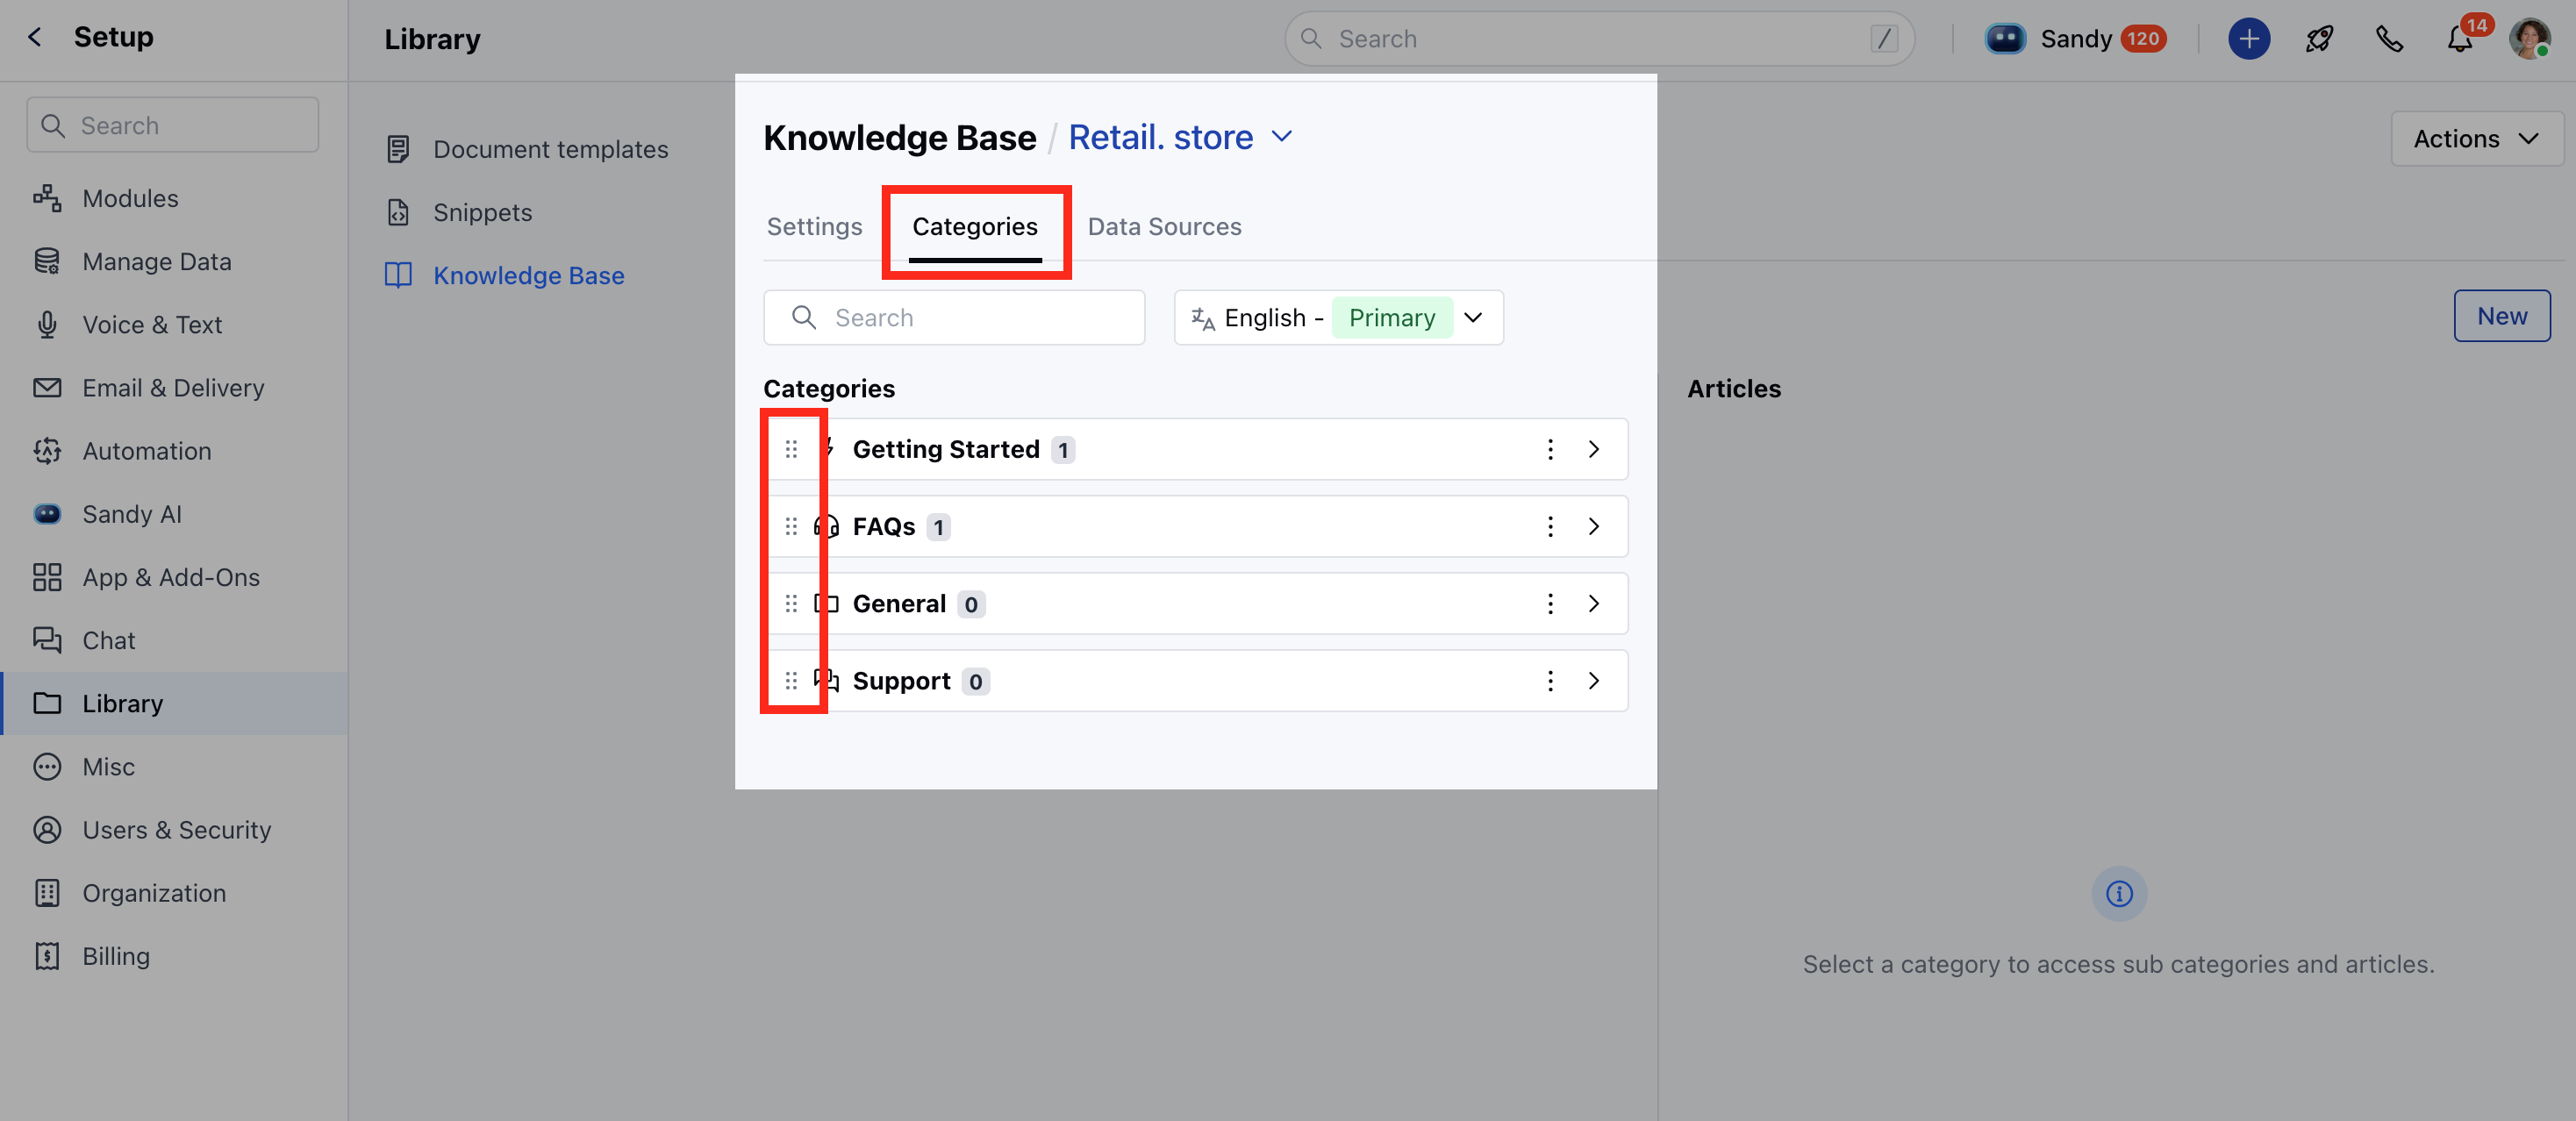 Setup
Library
Search
/
Sandy 120
14
Search
Modules
Manage Data
Voice & Text
Email & Delivery
Automation
Sandy AI
App & Add-Ons
Chat
Library
Misc
Users & Security
Organization
Billing
Document templates
Snippets
Knowledge Base
Knowledge Base / Retail. store
Actions
Settings
Categories
Data Sources
Search
English - Primary
New
Categories
Getting Started 1
FAQs 1
General 0
Support 0
Articles
Select a category to access sub categories and articles.